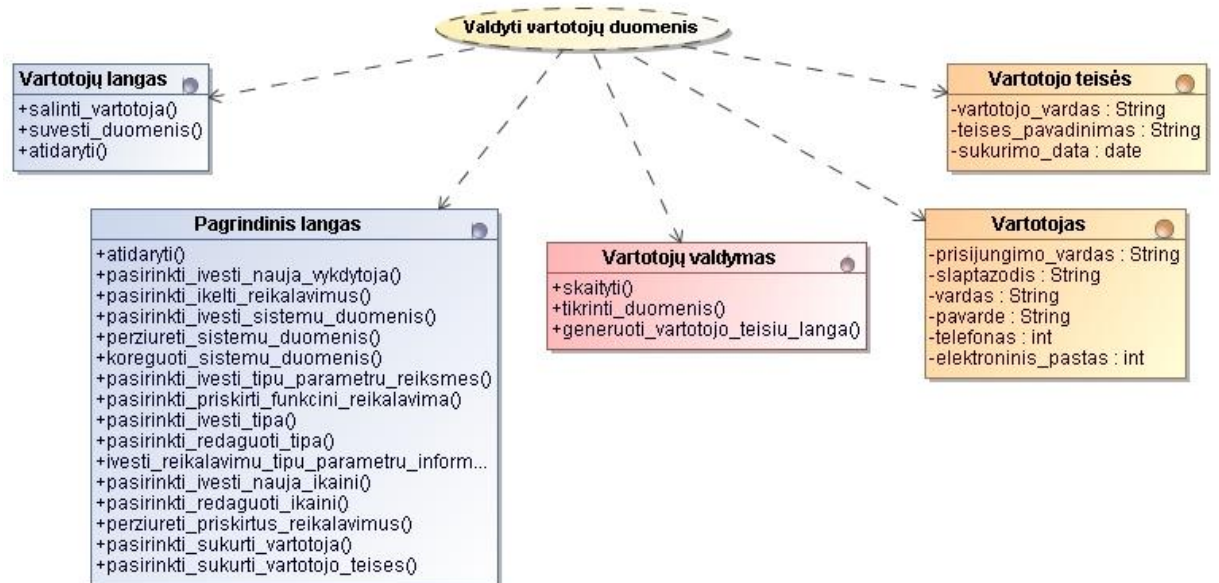 Valdyti vartotojų duomenis
Vartotojų langas
+salinti_vartotoja()
+suvesti_duomenis()
+atidaryti()
Pagrindinis langas
+atidaryti()
+pasirinkti_ivesti_nauja_vykdytoja()
+pasirinkti_ikelti_reikalavimus()
+pasirinkti_ivesti_sistemu_duomenis()
+perziureti_sistemu_duomenis()
+koreguoti_sistemu_duomenis()
+pasirinkti_ivesti_tipu_parametru_reiksmes()
+pasirinkti_priskirti_funkcini_reikalavima()
+pasirinkti_ivesti_tipa()
+pasirinkti_redaguoti_tipa()
+ivesti_reikalavimu_tipu_parametru_inform...
+pasirinkti_ivesti_nauja_ikaini()
+pasirinkti_redaguoti_ikaini()
+perziureti_priskirtus_reikalavimus()
+pasirinkti_sukurti_vartotoja()
+pasirinkti_sukurti_vartotojo_teises()
Vartotojų valdymas
+skaityti()
+tikrinti_duomenis()
+generuoti_vartotojo_teisiu_langa()
Vartotojo teisės
-vartotojo_vardas : String
-teises_pavadinimas : String
-sukurimo_data : date
Vartotojas
-prisijungimo_vardas : String
-slaptazodis : String
-vardas : String
-pavarde : String
-telefonas : int
-elektroninis_pastas : int